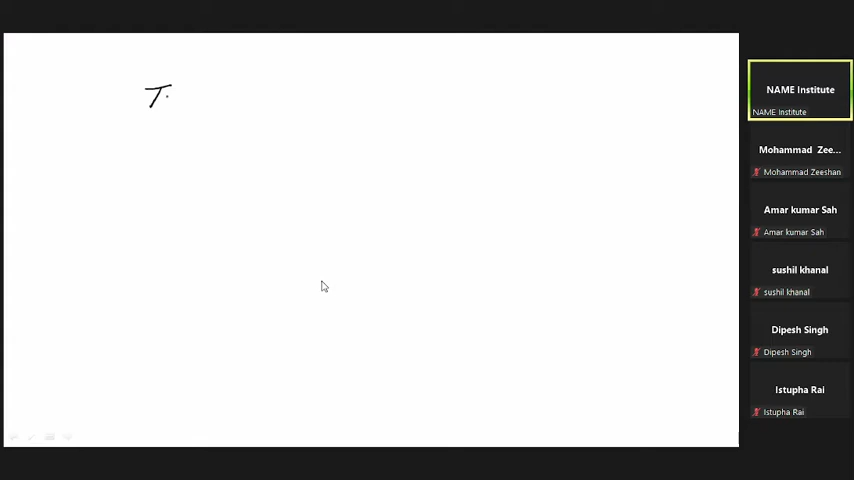 T
NAME Institute
NAME Institute
Mohammad Zee...
Mohammad Zeeshan
Amar kumar Sah
Amar kumar Sah
sushil khanal
sushil khanal
Dipesh Singh
Dipesh Singh
Istupha Rai
Istupha Rai